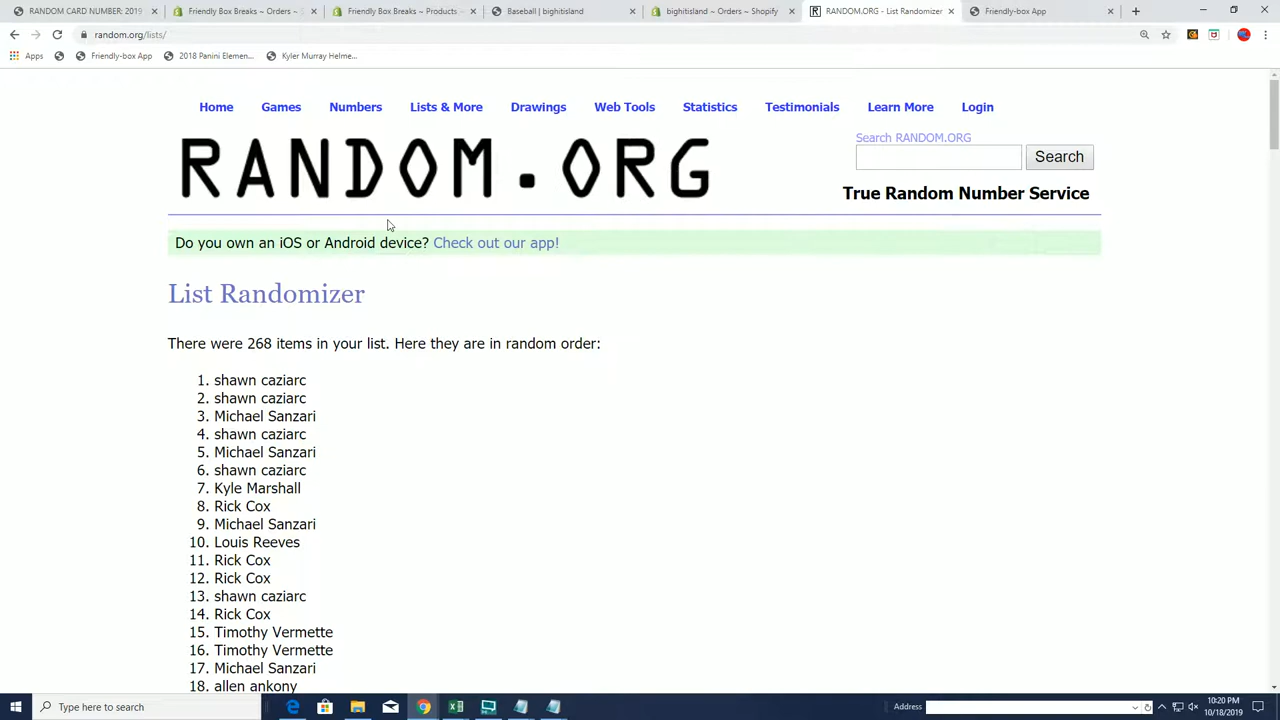 RANDOM CARD NUMBER: 2019
Friendly Box Breaks ~ Orders ~ S
Friendly Box Breaks ~ Products ~
Baseball | bighitisland
bighitisland ~ Orders ~ Shopify
RANDOM.ORG - List Randomizer
Friendly-box App
random.org/lists/
Apps
Friendly-box App
2018 Panini Elemen...
Kyler Murray Helme...
Home
Games
Numbers
Lists & More
Drawings
Web Tools
Statistics
Testimonials
Learn More
Login
RANDOM.ORG
Search RANDOM.ORG
Search
True Random Number Service
Do you own an iOS or Android device? Check out our app!
List Randomizer
There were 268 items in your list. Here they are in random order:
1. shawn caziarc
2. shawn caziarc
3. Michael Sanzari
4. shawn caziarc
5. Michael Sanzari
6. shawn caziarc
7. Kyle Marshall
8. Rick Cox
9. Michael Sanzari
10. Louis Reeves
11. Rick Cox
12. Rick Cox
13. shawn caziarc
14. Rick Cox
15. Timothy Vermette
16. Timothy Vermette
17. Michael Sanzari
18. allen ankony
Type here to search
Address
10:20 PM
10/18/2019